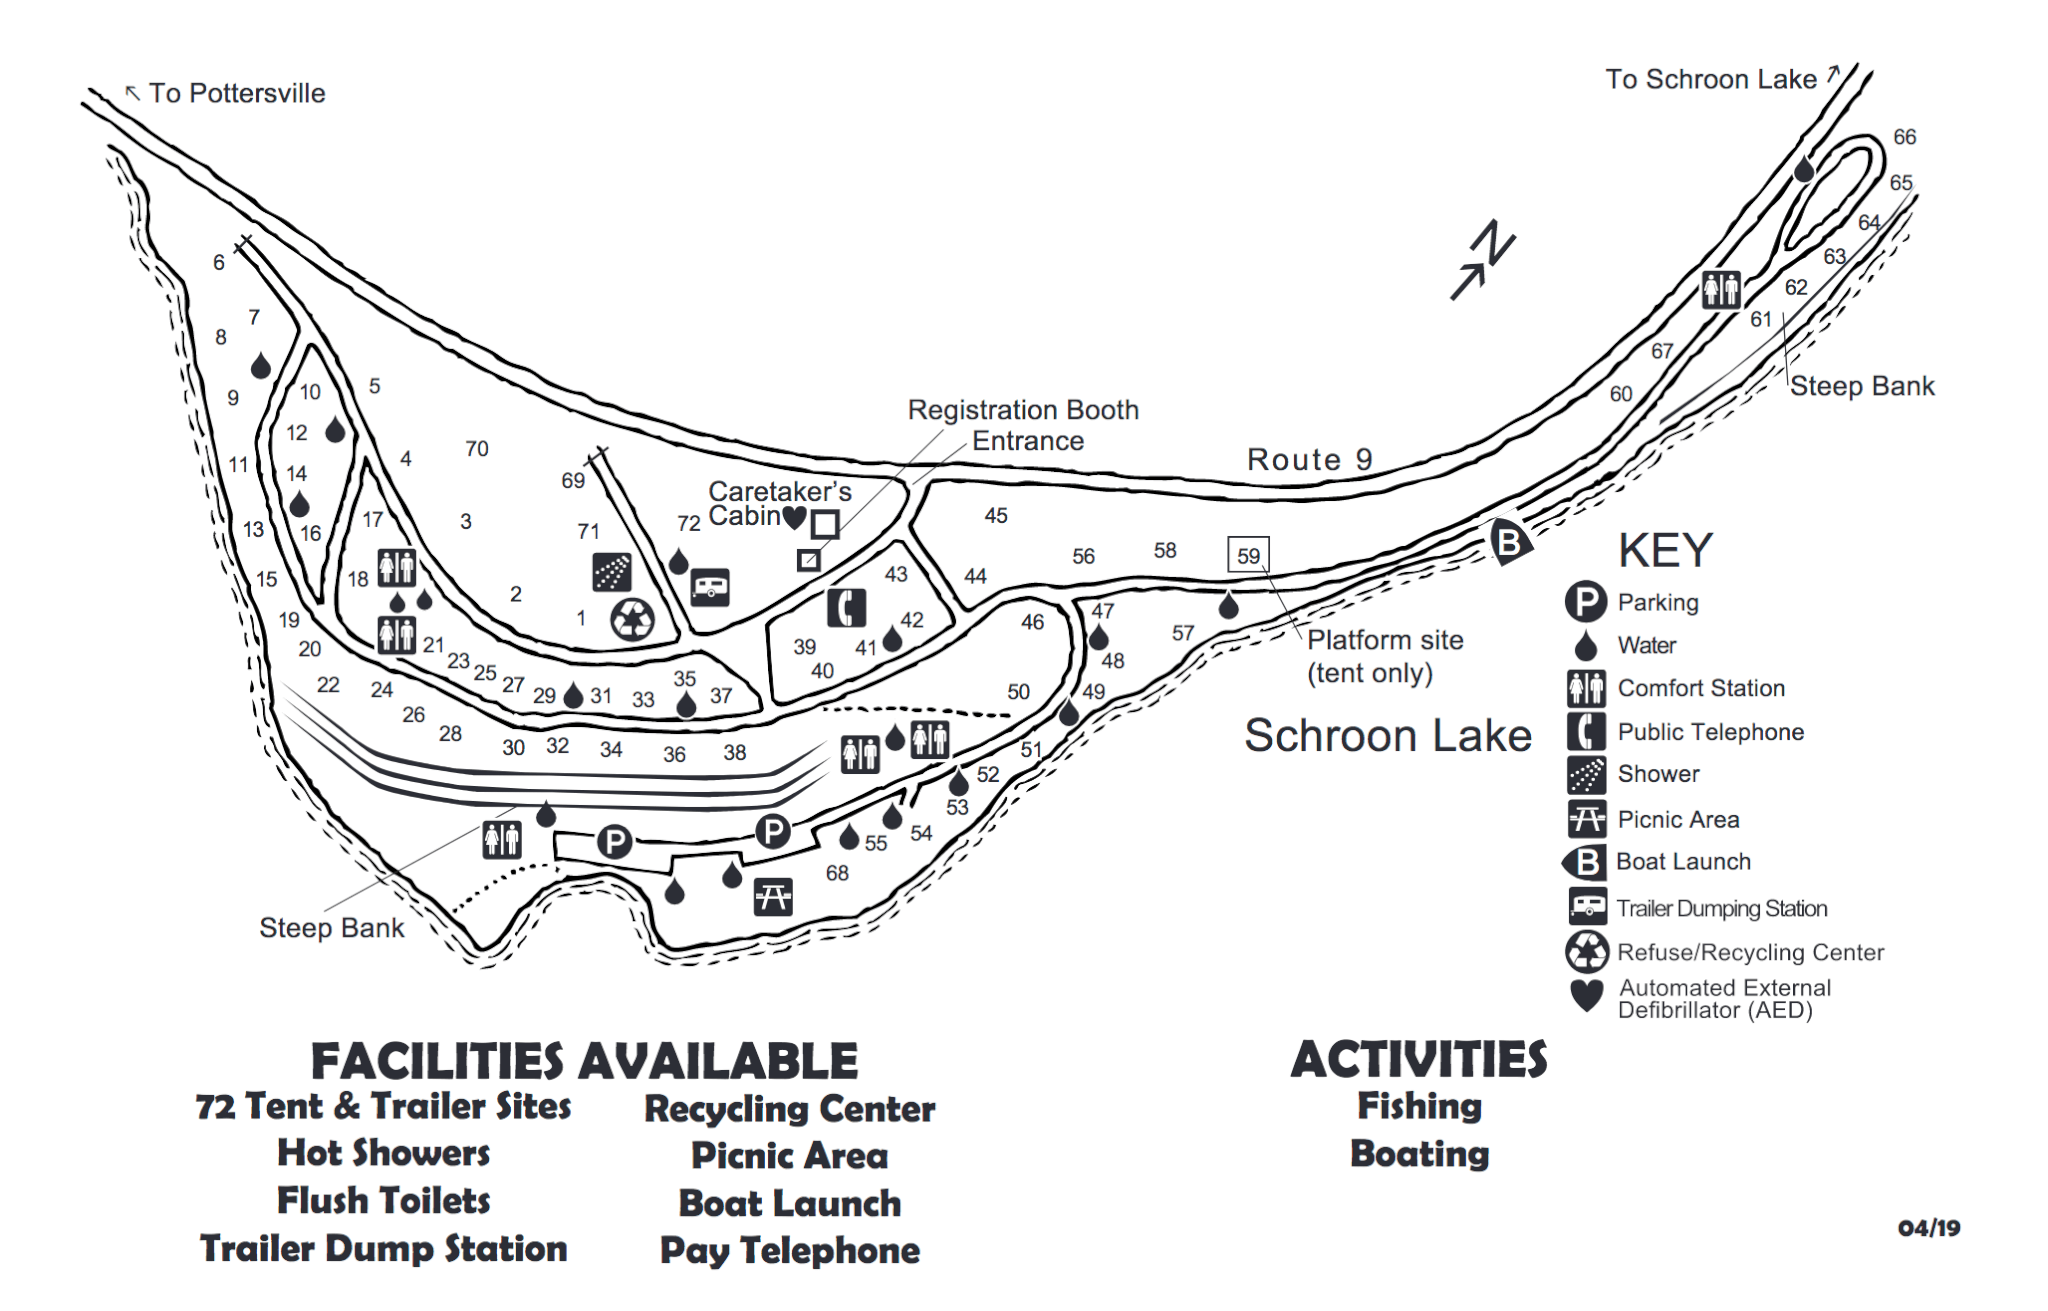 To Pottersville
To Schroon Lake
66
65
64
63
62
61
67
60
Steep Bank
N
6
7
8
9
10
5
12
4
70
11
14
13
16
17
3
69
71
72
15
18
2
1
19
20
21
23
25
27
29
31
33
35
37
22
24
26
28
30
32
34
36
38
Registration Booth
Entrance
Caretaker's
Cabin
Route 9
45
43
44
56
58
59
42
41
39
40
46
47
48
57
49
50
51
52
53
54
55
68
Platform site
(tent only)
Schroon Lake
B
P
P
Steep Bank
KEY
P Parking
Water
Comfort Station
Public Telephone
Shower
Picnic Area
B Boat Launch
Trailer Dumping Station
Refuse/Recycling Center
Automated External
Defibrillator (AED)
FACILITIES AVAILABLE
72 Tent & Trailer Sites
Hot Showers
Flush Toilets
Trailer Dump Station
Recycling Center
Picnic Area
Boat Launch
Pay Telephone
ACTIVITIES
Fishing
Boating
04/19